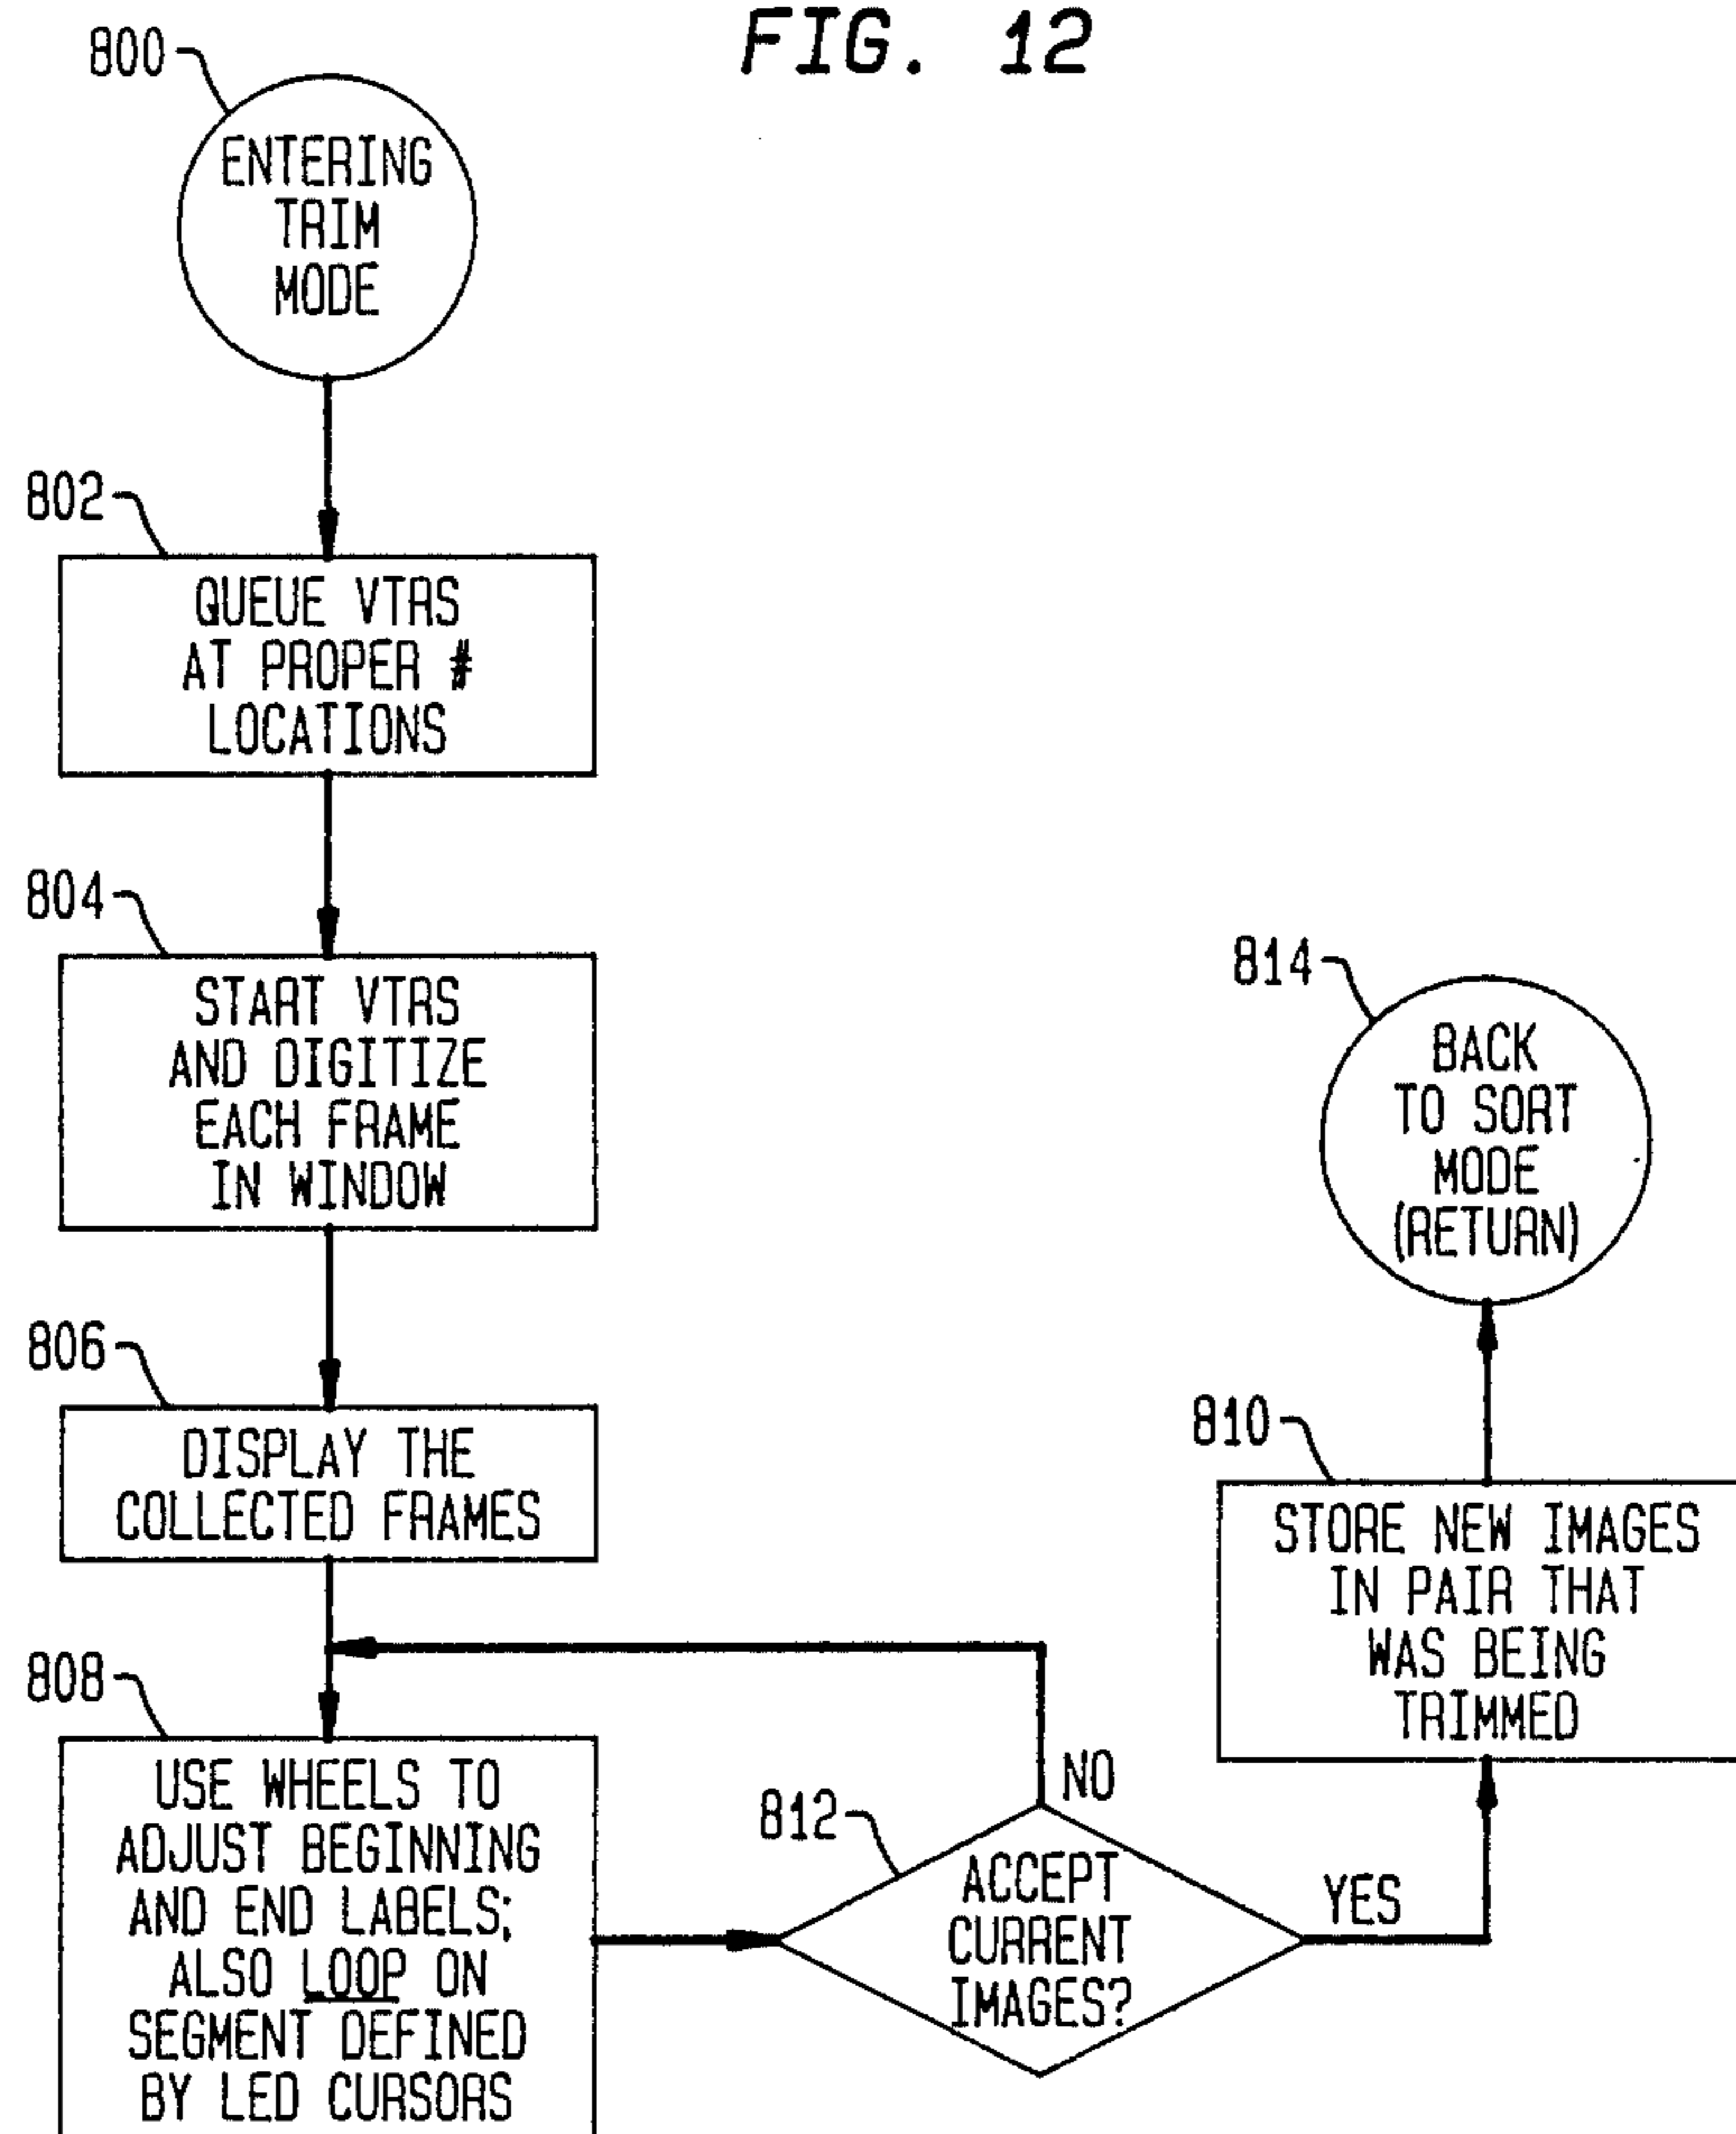 FIG. 12
800
ENTERING
TRIM
MODE
802
QUEUE VTRS
AT PROPER #
LOCATIONS
804
START VTRS
AND DIGITIZE
EACH FRAME
IN WINDOW
806
DISPLAY THE
COLLECTED FRAMES
808
USE WHEELS TO
ADJUST BEGINNING
AND END LABELS;
ALSO LOOP ON
SEGMENT DEFINED
BY LED CURSORS
812
ACCEPT
CURRENT
IMAGES?
NO
YES
810
STORE NEW IMAGES
IN PAIR THAT
WAS BEING
TRIMMED
814
BACK
TO SORT
MODE
(RETURN)